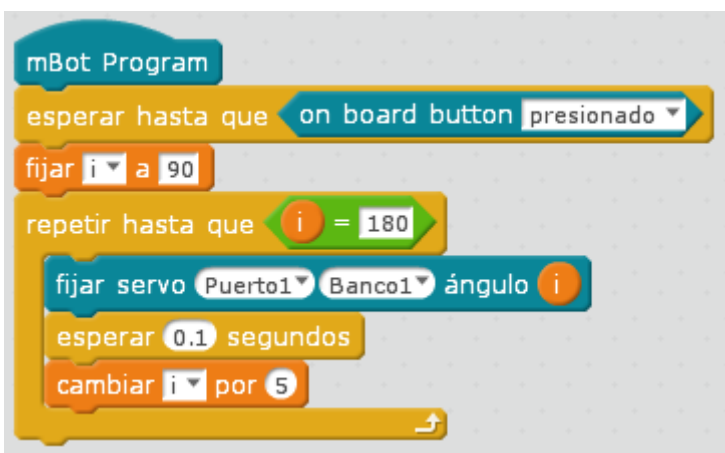 mBot Program
esperar hasta que on board button presionado
fijar i a 90
repetir hasta que i = 180
fijar servo Puerto1 Banco1 ángulo i
esperar 0.1 segundos
cambiar i por 5